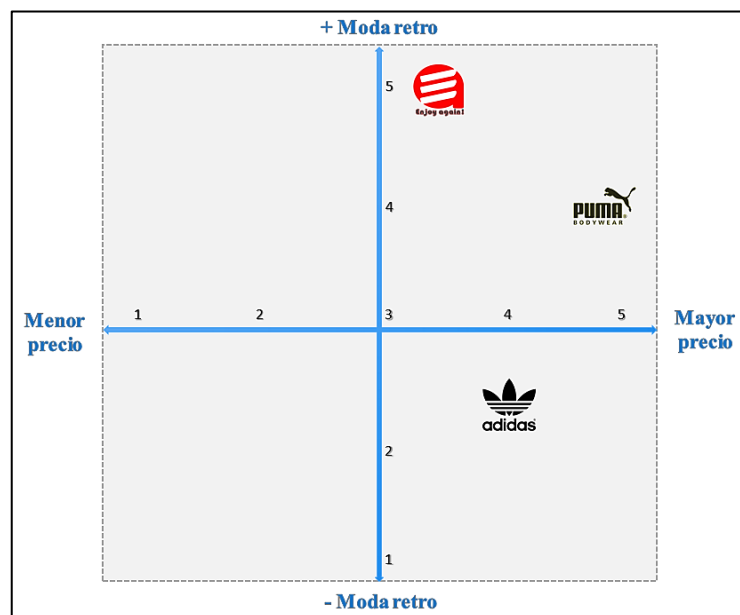 + Moda retro
5
Enjoy again!
4
PUMA®
BODYWEAR
Menor
precio
1 2 3 4 5
Mayor
precio
adidas
2
1
- Moda retro